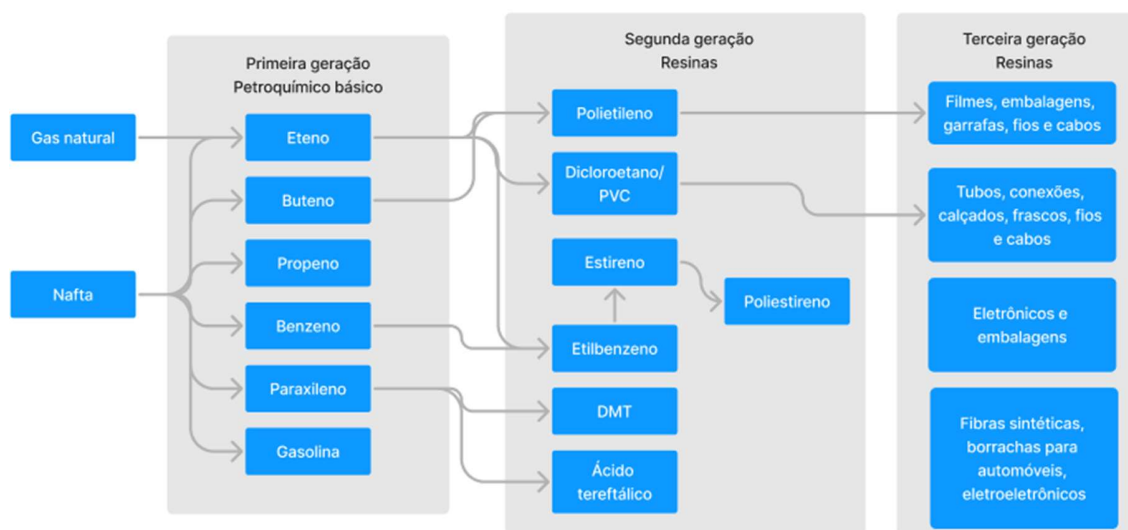 Primeira geração
Petroquímico básico
Segunda geração
Resinas
Terceira geração
Resinas
Gas natural
Nafta
Eteno
Buteno
Propeno
Benzeno
Paraxileno
Gasolina
Polietileno
Dicloroetano/
PVC
Estireno
Poliestireno
Etilbenzeno
DMT
Ácido
tereftálico
Filmes, embalagens,
garrafas, fios e cabos
Tubos, conexões,
calçados, frascos, fios
e cabos
Eletrônicos e
embalagens
Fibras sintéticas,
borrachas para
automóveis,
eletroeletrônicos